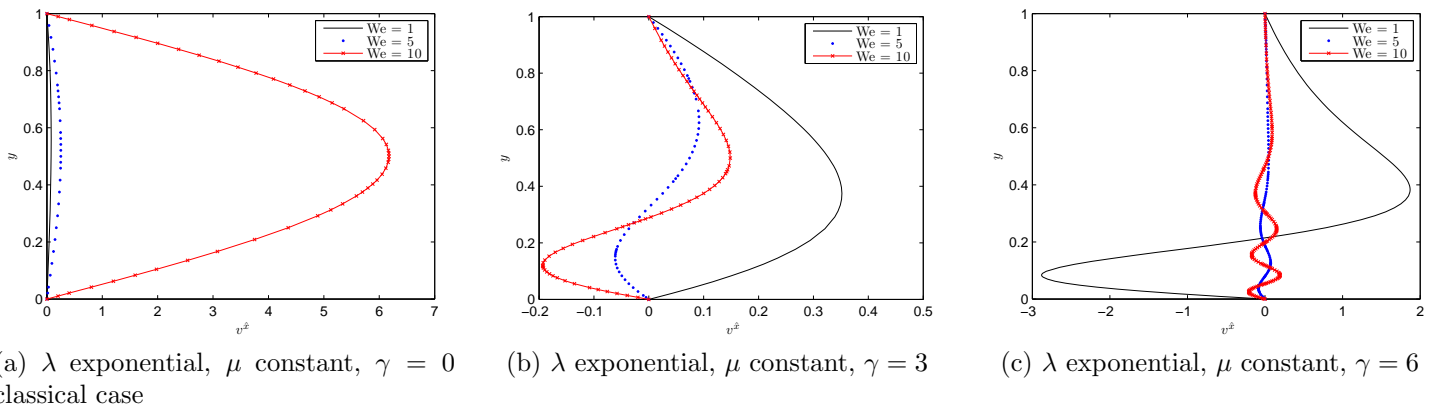 We = 1
We = 5
We = 10
1
0.8
0.6
0.4
0.2
0
y
0 1 2 3 4 5 6 7
v^x̂
(a) λ exponential, μ constant, γ = 0
classical case
We = 1
We = 5
We = 10
1
0.8
0.6
0.4
0.2
0
y
−0.2 −0.1 0 0.1 0.2 0.3 0.4 0.5
v^x̂
(b) λ exponential, μ constant, γ = 3
We = 1
We = 5
We = 10
1
0.8
0.6
0.4
0.2
0
y
−3 −2 −1 0 1 2
v^x̂
(c) λ exponential, μ constant, γ = 6